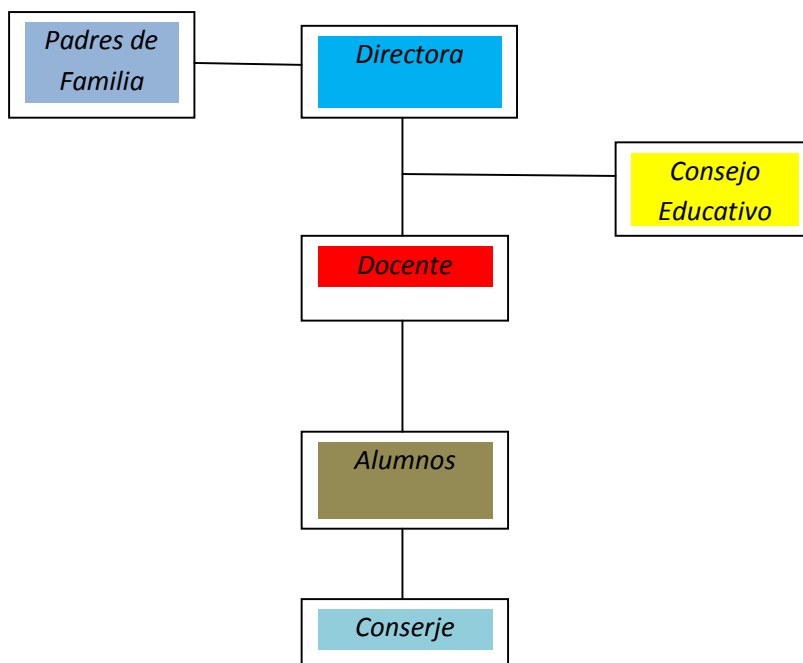 Padres de
Familia
Directora
Consejo
Educativo
Docente
Alumnos
Conserje